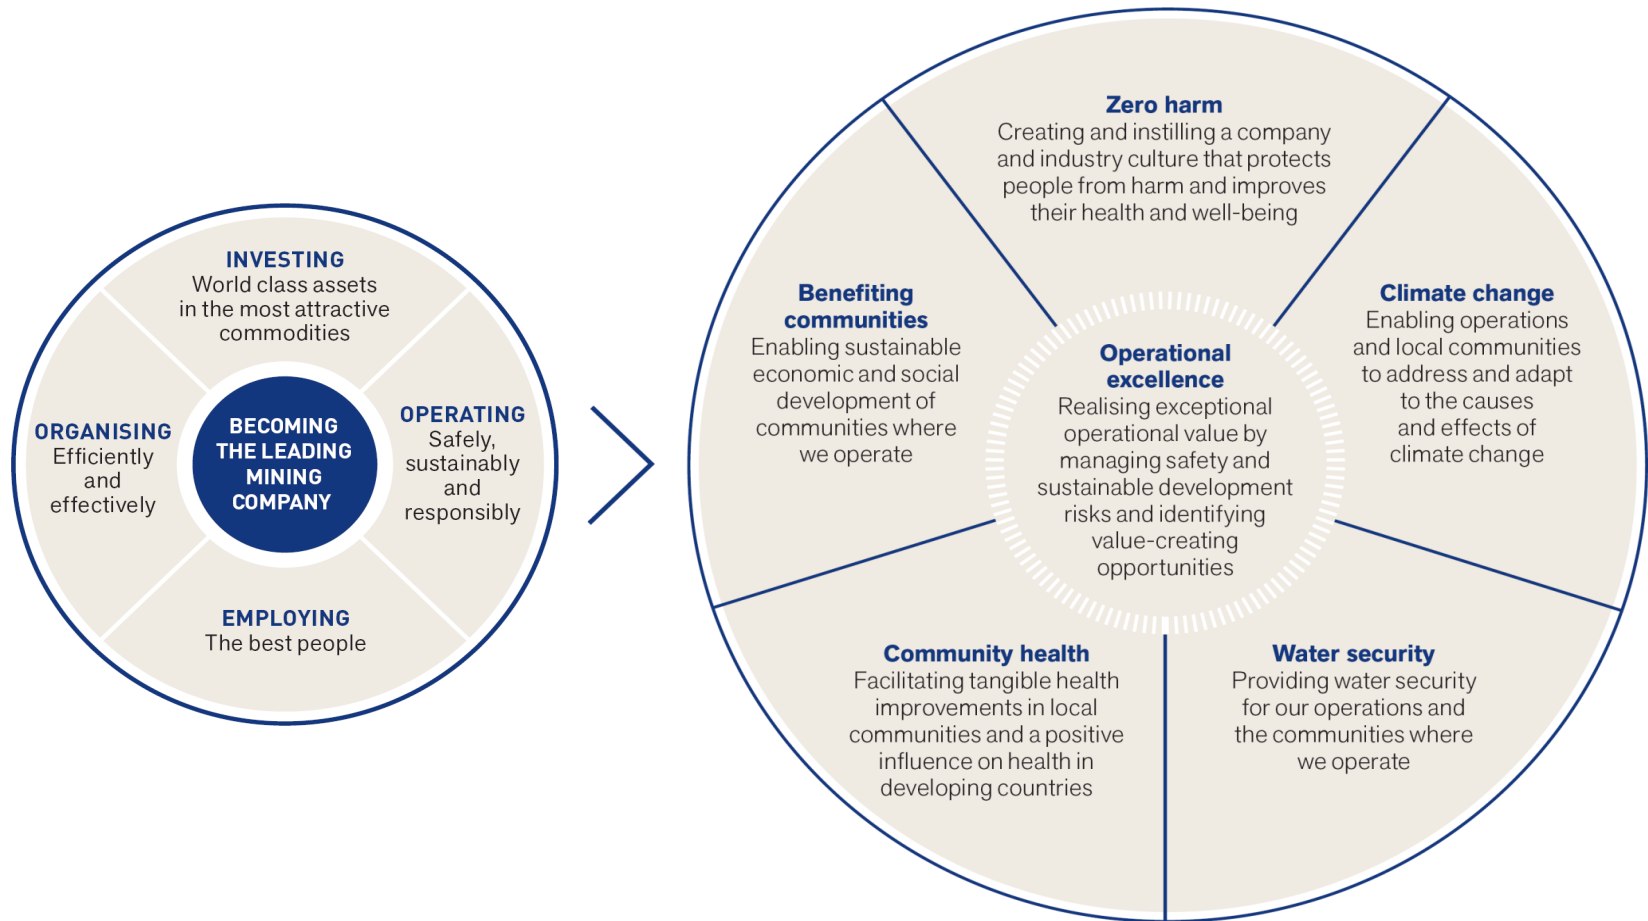 INVESTING
World class assets
in the most attractive
commodities
ORGANISING
Efficiently
and
effectively
BECOMING
THE LEADING
MINING
COMPANY
OPERATING
Safely,
sustainably
and
responsibly
EMPLOYING
The best people
Zero harm
Creating and instilling a company
and industry culture that protects
people from harm and improves
their health and well-being
Benefiting
communities
Enabling sustainable
economic and social
development of
communities where
we operate
Operational
excellence
Realising exceptional
operational value by
managing safety and
sustainable development
risks and identifying
value-creating
opportunities
Climate change
Enabling operations
and local communities
to address and adapt
to the causes
and effects of
climate change
Community health
Facilitating tangible health
improvements in local
communities and a positive
influence on health in
developing countries
Water security
Providing water security
for our operations and
the communities where
we operate